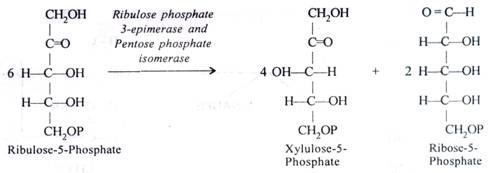 CH₂OH
C=O
6 H—C—OH
H—C—OH
CH₂OP
Ribulose-5-Phosphate
Ribulose phosphate
3-epimerase and
Pentose phosphate
isomerase
CH₂OH
C=O
4 OH—C—H
H—C—OH
CH₂OP
Xylulose-5-
Phosphate
+
O=C—H
H—C—OH
2 H—C—OH
H—C—OH
CH₂OP
Ribose-5-
Phosphate